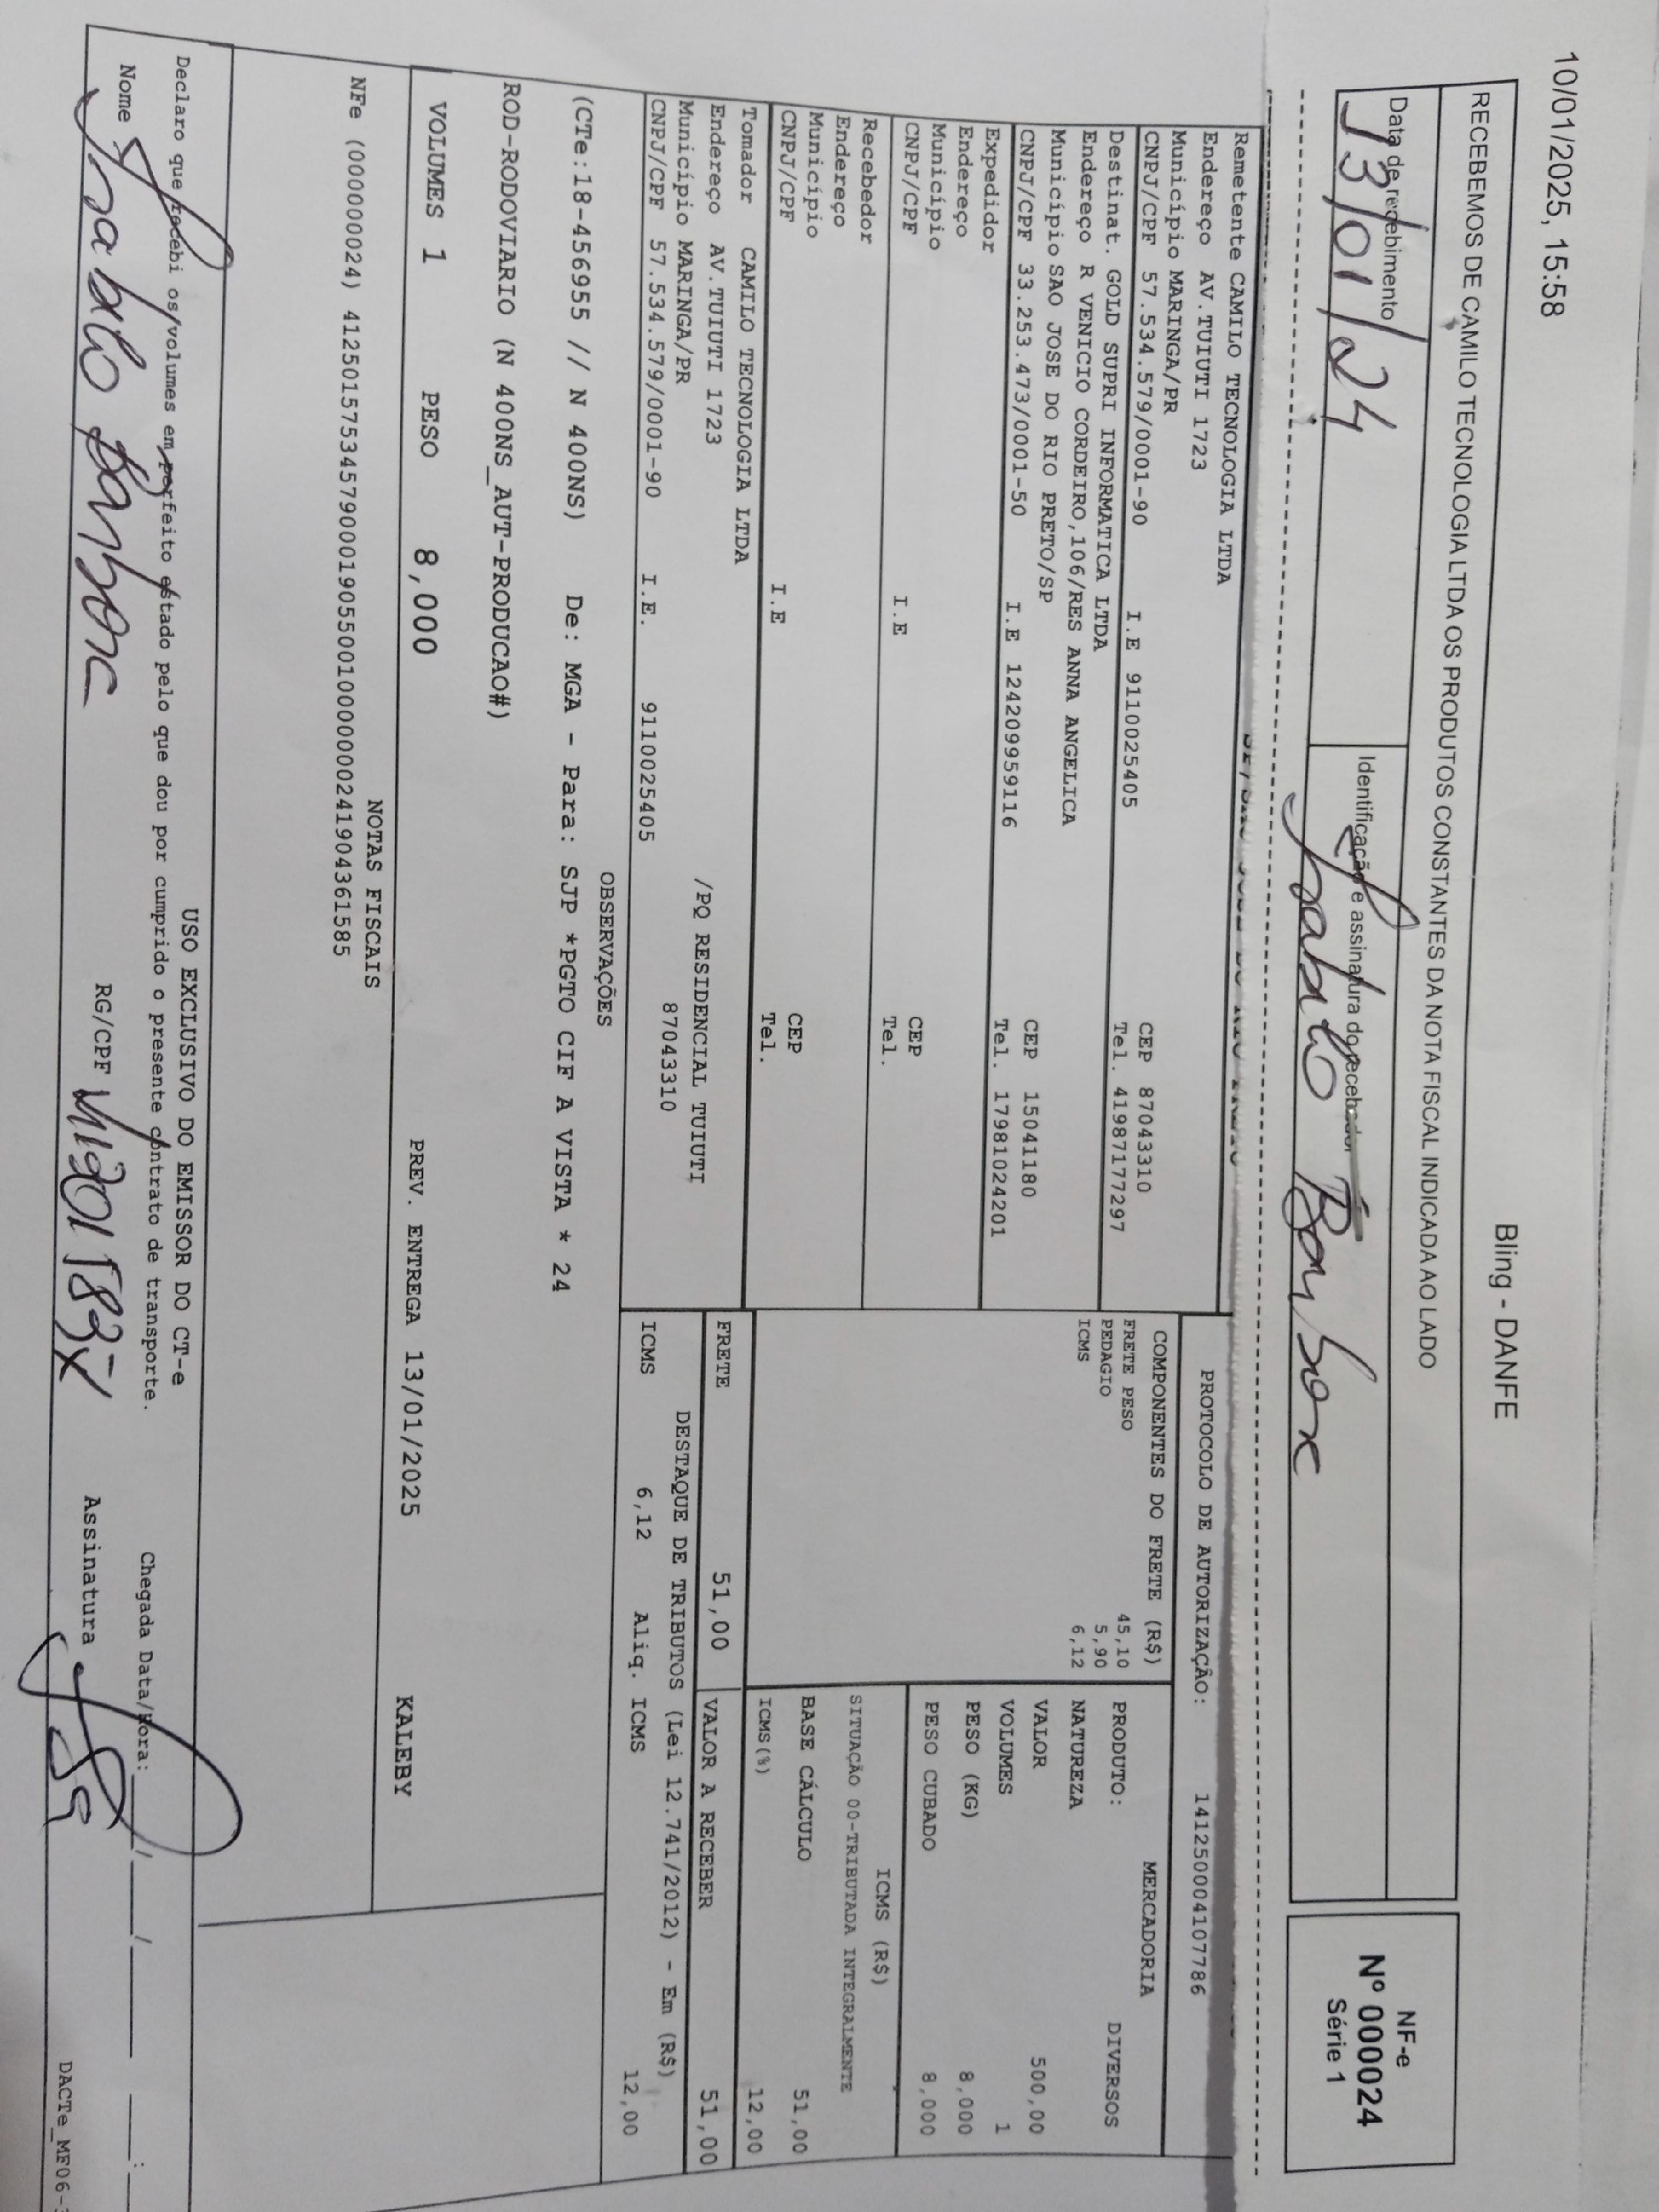 10/01/2025, 15:58
Bling - DANFE
RECEBEMOS DE CAMILO TECNOLOGIA LTDA OS PRODUTOS CONSTANTES DA NOTA FISCAL INDICADA AO LADO
Data de recebimento
13/01/24
Identificação e assinatura do recebedor
NF-e
Nº 000024
Série 1
PROTOCOLO DE AUTORIZAÇÃO: 141250004107786
Remetente CAMILO TECNOLOGIA LTDA
Endereço AV.TUIUTI 1723
Município MARINGA/PR CEP 87043310
CNPJ/CPF 57.534.579/0001-90 I.E 9110025405 Tel. 41987177297
Destinat. GOLD SUPRI INFORMATICA LTDA
Endereço R VENICIO CORDEIRO,106/RES ANNA ANGELICA
Município SAO JOSE DO RIO PRETO/SP CEP 15041180
CNPJ/CPF 33.253.473/0001-50 I.E 124209959116 Tel. 17981024201
Expedidor
Endereço
Município CEP
CNPJ/CPF I.E Tel.
Recebedor
Endereço
Município CEP
CNPJ/CPF I.E Tel.
Tomador CAMILO TECNOLOGIA LTDA
Endereço AV.TUIUTI 1723 /PQ RESIDENCIAL TUIUTI
Município MARINGA/PR 87043310
CNPJ/CPF 57.534.579/0001-90 I.E. 9110025405
COMPONENTES DO FRETE (R$)
FRETE PESO 45,10
PEDAGIO 5,90
ICMS 6,12
MERCADORIA
PRODUTO: DIVERSOS
NATUREZA
VALOR 500,00
VOLUMES 1
PESO (KG) 8,000
PESO CUBADO 8,000
ICMS (R$)
SITUAÇÃO 00-TRIBUTADA INTEGRALMENTE
BASE CÁLCULO 51,00
ICMS(%) 12,00
FRETE 51,00 VALOR A RECEBER 51,00
DESTAQUE DE TRIBUTOS (Lei 12.741/2012) - Em (R$)
ICMS 6,12 Aliq. ICMS 12,00
OBSERVAÇÕES
(CTe:18-456955 // N 400NS) De: MGA - Para: SJP *PGTO CIF A VISTA * 24
ROD-RODOVIARIO (N 400NS_AUT-PRODUCAO#)
VOLUMES 1 PESO 8,000 PREV. ENTREGA 13/01/2025 KALEBY
NOTAS FISCAIS
NFe (000000024) 41250157534579000190550010000000241904361585
USO EXCLUSIVO DO EMISSOR DO CT-e
Declaro que recebi os volumes em perfeito estado pelo que dou por cumprido o presente contrato de transporte.
Chegada Data/Hora: / / :
Nome RG/CPF Assinatura